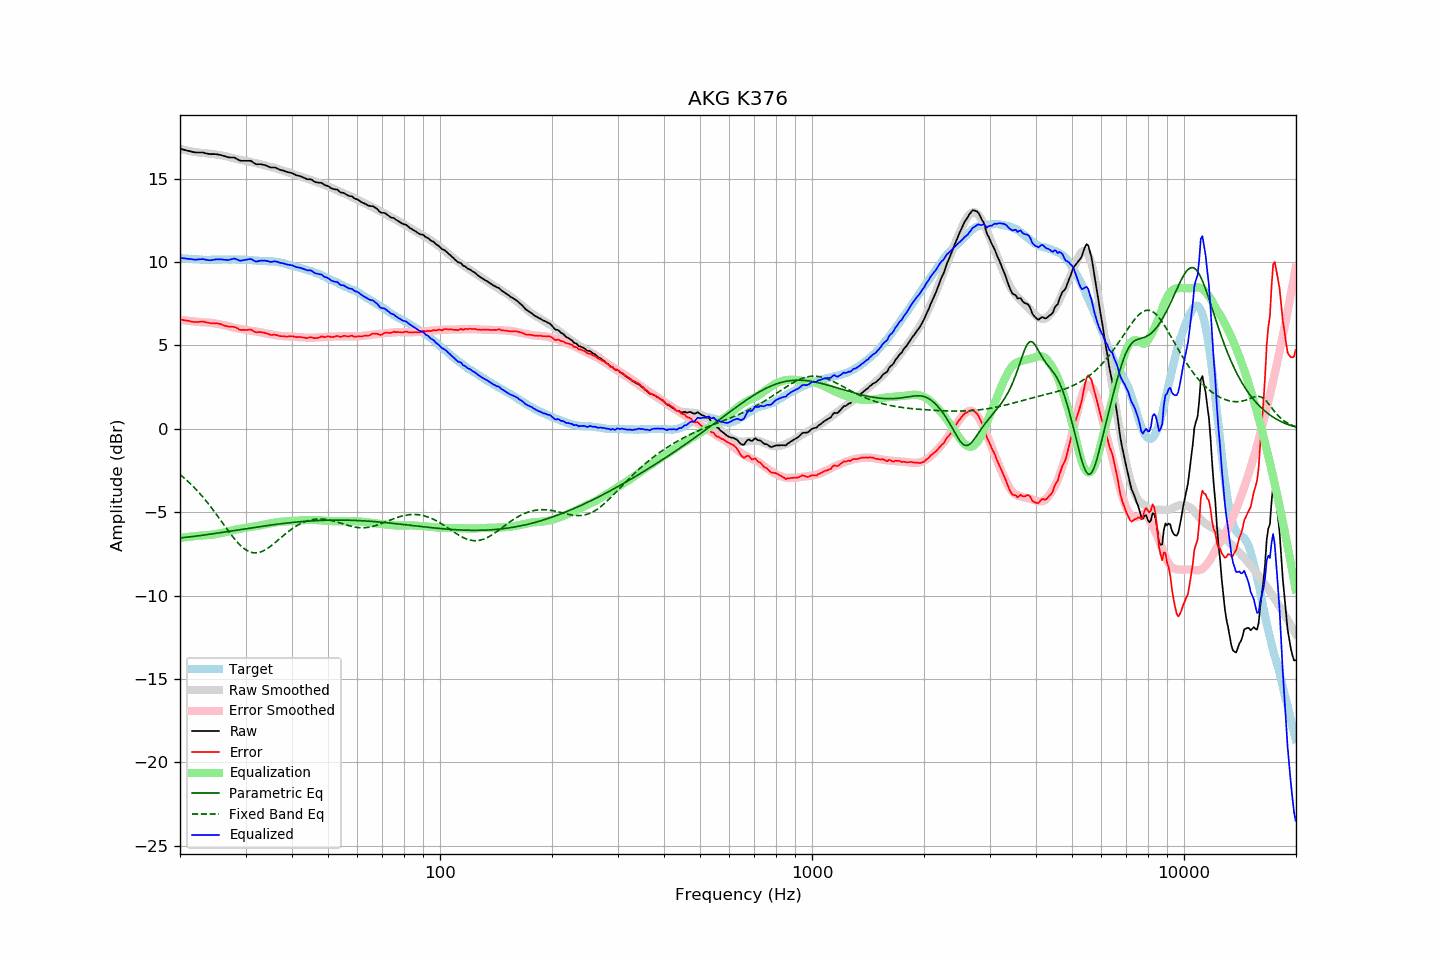 AKG K376
Amplitude (dBr)
15
10
5
0
−5
−10
−15
−20
−25
Target
Raw Smoothed
Error Smoothed
Raw
Error
Equalization
Parametric Eq
Fixed Band Eq
Equalized
100
1000
10000
Frequency (Hz)